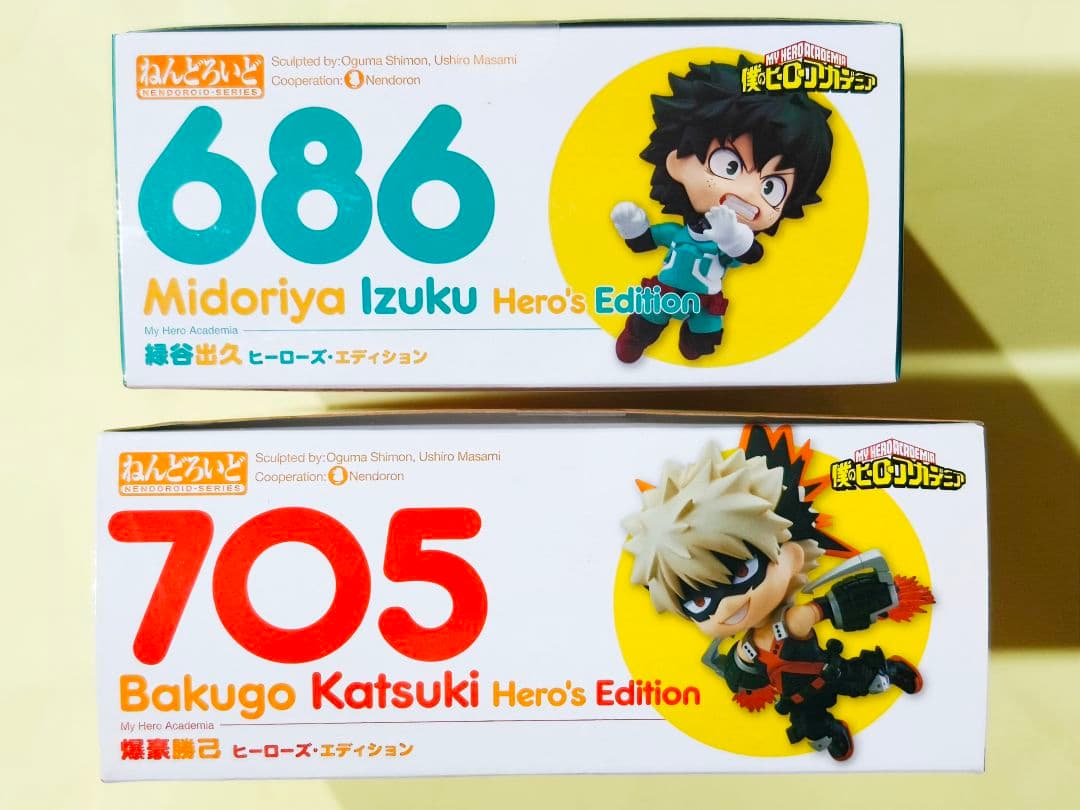 ねんどろいど
NENDOROID-SERIES
Sculpted by:Oguma Shimon, Ushiro Masami
Cooperation: Nendoron
MY HERO ACADEMIA
僕のヒーローアカデミア
686
Midoriya Izuku Hero's Edition
My Hero Academia
緑谷出久 ヒーローズ・エディション
ねんどろいど
NENDOROID-SERIES
Sculpted by:Oguma Shimon, Ushiro Masami
Cooperation: Nendoron
MY HERO ACADEMIA
僕のヒーローアカデミア
705
Bakugo Katsuki Hero's Edition
My Hero Academia
爆豪勝己 ヒーローズ・エディション